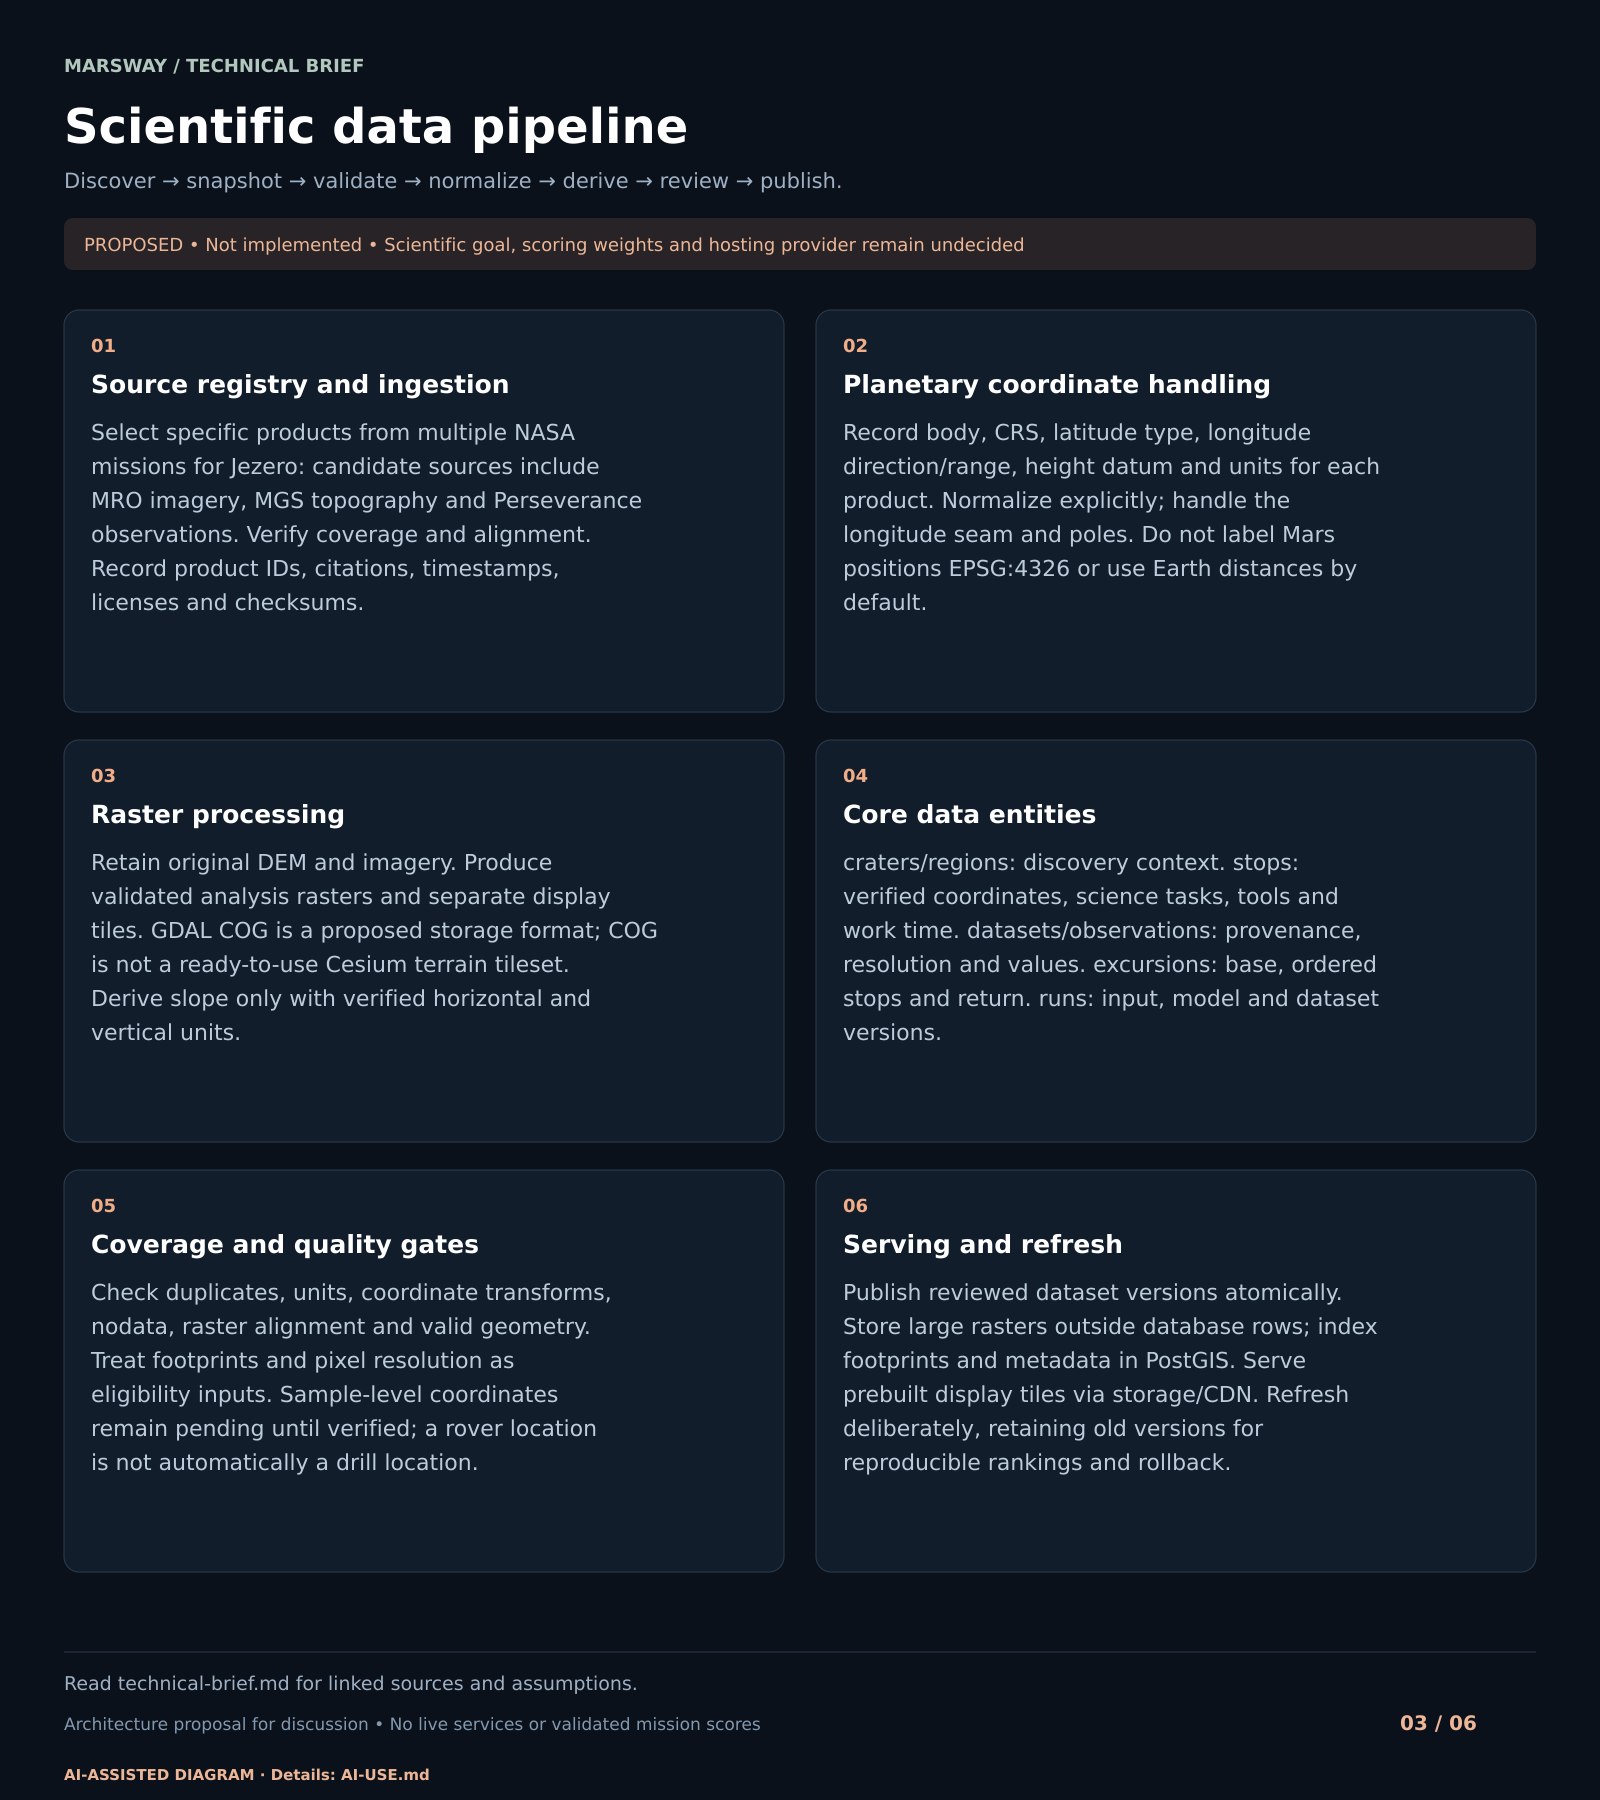 MARSWAY / TECHNICAL BRIEF
Scientific data pipeline
Discover → snapshot → validate → normalize → derive → review → publish.
PROPOSED • Not implemented • Scientific goal, scoring weights and hosting provider remain undecided
01
Source registry and ingestion
Select specific products from multiple NASA
missions for Jezero: candidate sources include
MRO imagery, MGS topography and Perseverance
observations. Verify coverage and alignment.
Record product IDs, citations, timestamps,
licenses and checksums.
02
Planetary coordinate handling
Record body, CRS, latitude type, longitude
direction/range, height datum and units for each
product. Normalize explicitly; handle the
longitude seam and poles. Do not label Mars
positions EPSG:4326 or use Earth distances by
default.
03
Raster processing
Retain original DEM and imagery. Produce
validated analysis rasters and separate display
tiles. GDAL COG is a proposed storage format; COG
is not a ready-to-use Cesium terrain tileset.
Derive slope only with verified horizontal and
vertical units.
04
Core data entities
craters/regions: discovery context. stops:
verified coordinates, science tasks, tools and
work time. datasets/observations: provenance,
resolution and values. excursions: base, ordered
stops and return. runs: input, model and dataset
versions.
05
Coverage and quality gates
Check duplicates, units, coordinate transforms,
nodata, raster alignment and valid geometry.
Treat footprints and pixel resolution as
eligibility inputs. Sample-level coordinates
remain pending until verified; a rover location
is not automatically a drill location.
06
Serving and refresh
Publish reviewed dataset versions atomically.
Store large rasters outside database rows; index
footprints and metadata in PostGIS. Serve
prebuilt display tiles via storage/CDN. Refresh
deliberately, retaining old versions for
reproducible rankings and rollback.
Read technical-brief.md for linked sources and assumptions.
Architecture proposal for discussion • No live services or validated mission scores
03 / 06
AI-ASSISTED DIAGRAM · Details: AI-USE.md